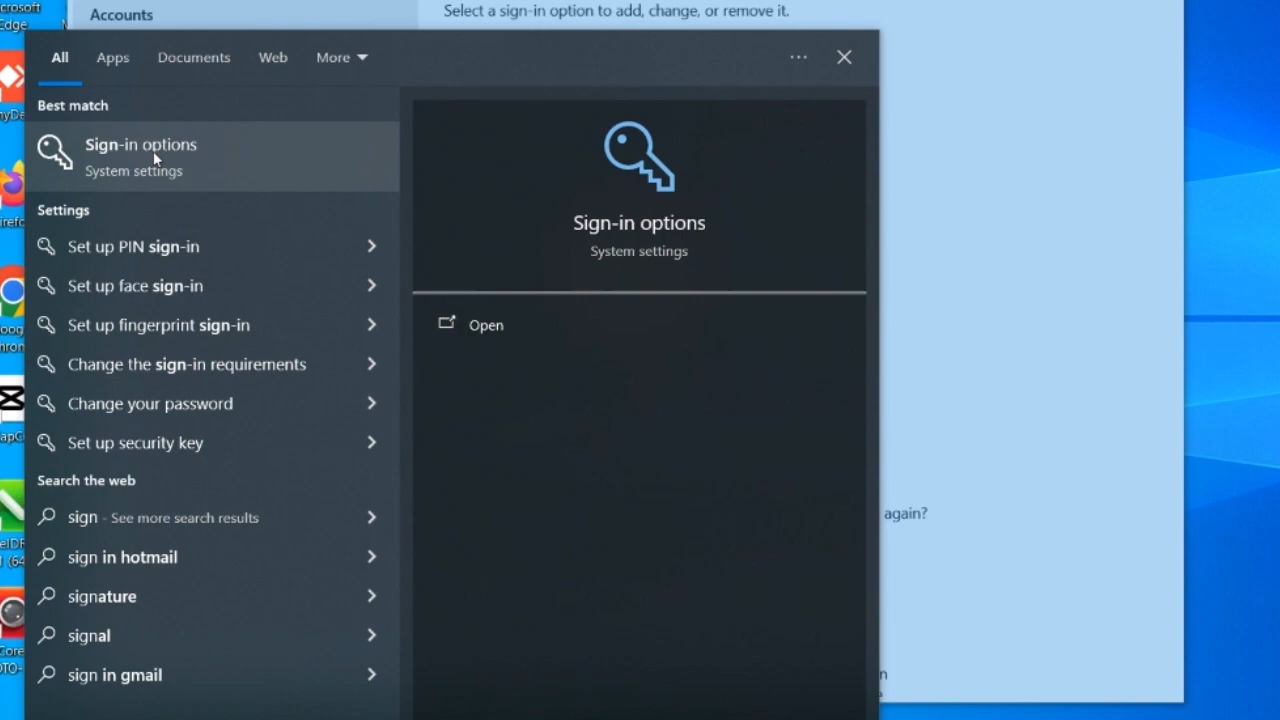 Accounts
Select a sign-in option to add, change, or remove it.
All
Apps
Documents
Web
More
Best match
Sign-in options
System settings
Settings
Set up PIN sign-in
Set up face sign-in
Set up fingerprint sign-in
Change the sign-in requirements
Change your password
Set up security key
Search the web
sign - See more search results
sign in hotmail
signature
signal
sign in gmail
Sign-in options
System settings
Open
again?